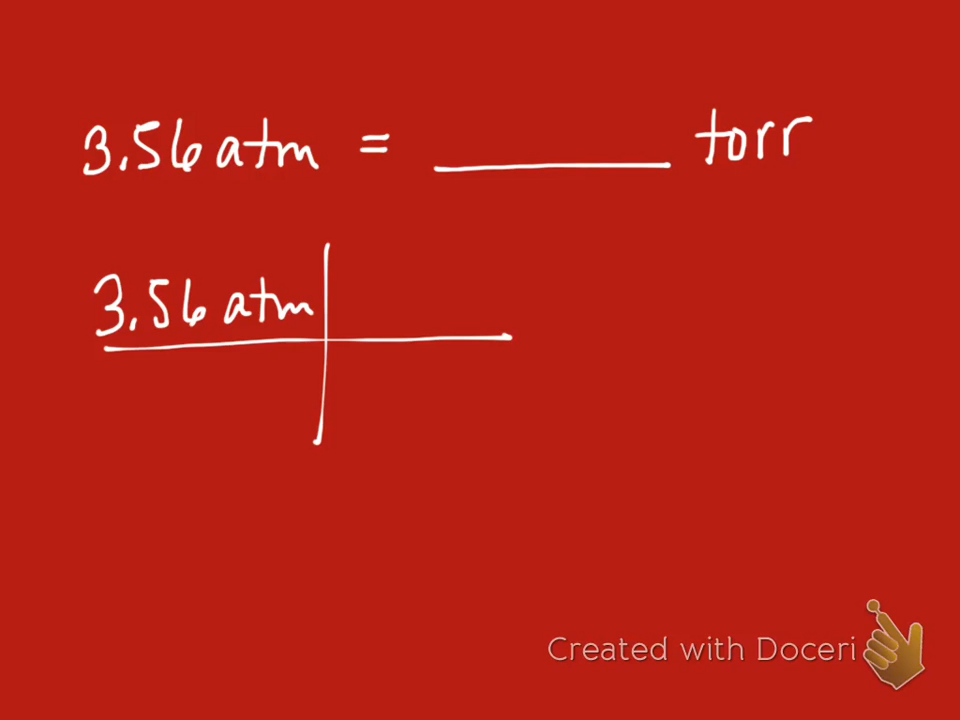 3.56 atm = ______ torr
3.56 atm
Created with Doceri